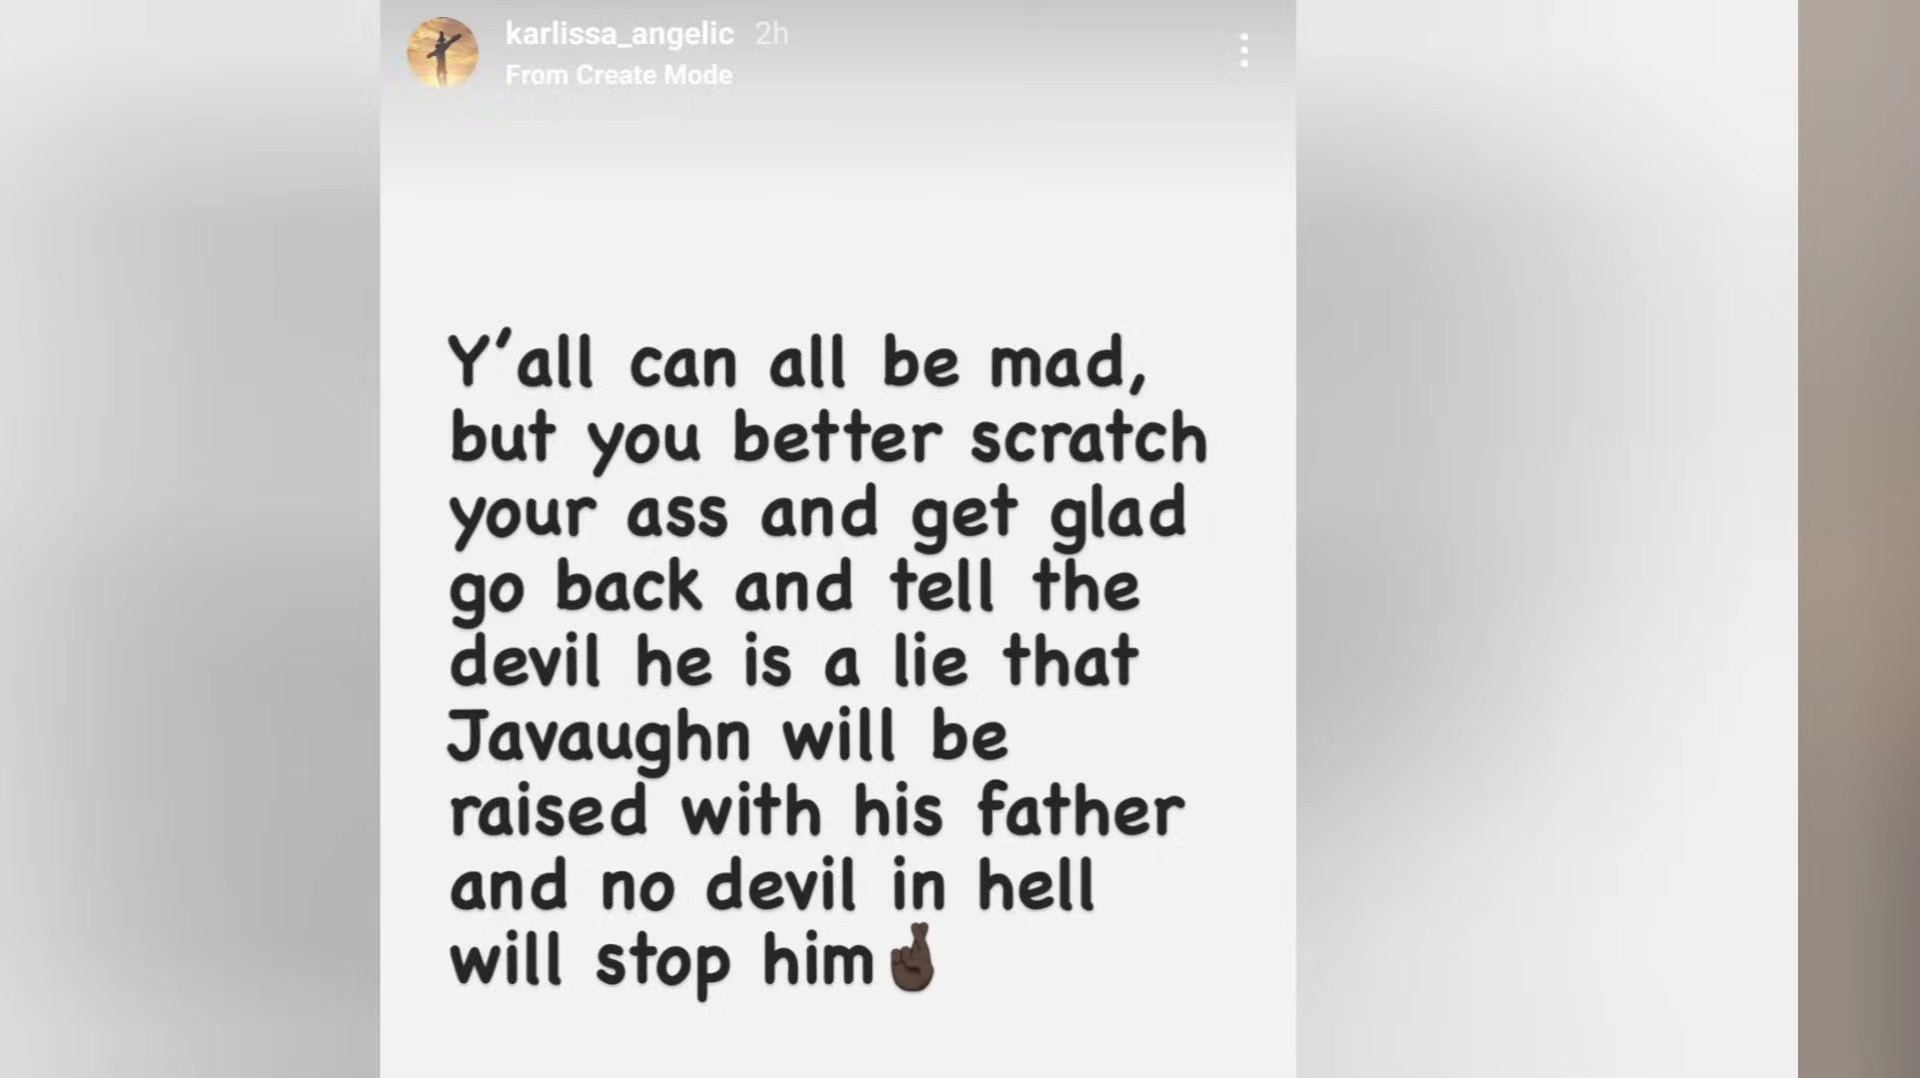 karlissa_angelic 2h
From Create Mode
Y'all can all be mad,
but you better scratch
your ass and get glad
go back and tell the
devil he is a lie that
Javaughn will be
raised with his father
and no devil in hell
will stop him🤞🏿